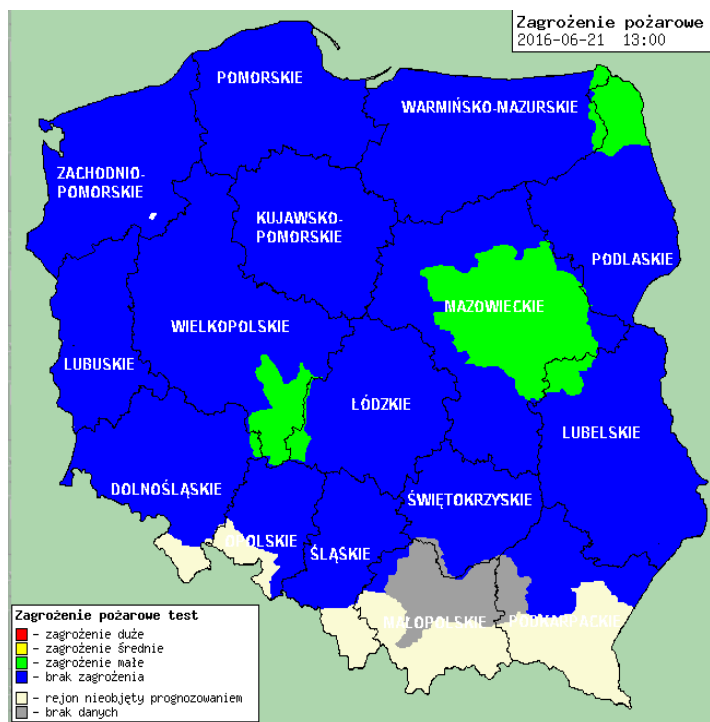 Zagrożenie pożarowe
2016-06-21 13:00
POMORSKIE
WARMIŃSKO-MAZURSKIE
ZACHODNIO-
POMORSKIE
KUJAWSKO-
POMORSKIE
PODLASKIE
MAZOWIECKIE
WIELKOPOLSKIE
LUBUSKIE
ŁÓDZKIE
LUBELSKIE
DOLNOŚLĄSKIE
ŚWIĘTOKRZYSKIE
OPOLSKIE
ŚLĄSKIE
MAŁOPOLSKIE
PODKARPACKIE
Zagrożenie pożarowe test
- zagrożenie duże
- zagrożenie średnie
- zagrożenie małe
- brak zagrożenia
- rejon nieobjęty prognozowaniem
- brak danych